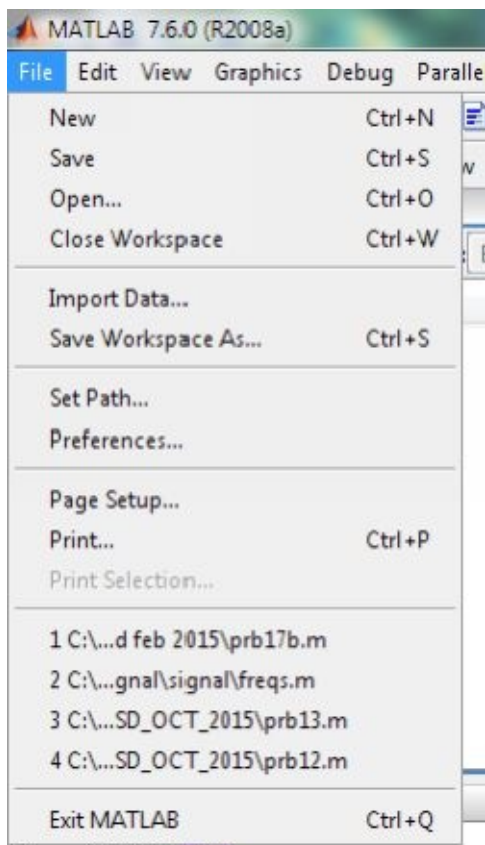 MATLAB 7.6.0 (R2008a)
File Edit View Graphics Debug Paralle
New Ctrl+N
Save Ctrl+S
Open... Ctrl+O
Close Workspace Ctrl+W
Import Data...
Save Workspace As... Ctrl+S
Set Path...
Preferences...
Page Setup...
Print... Ctrl+P
Print Selection...
1 C:\...d feb 2015\prb17b.m
2 C:\...gnal\signal\freqs.m
3 C:\...SD_OCT_2015\prb13.m
4 C:\...SD_OCT_2015\prb12.m
Exit MATLAB Ctrl+Q